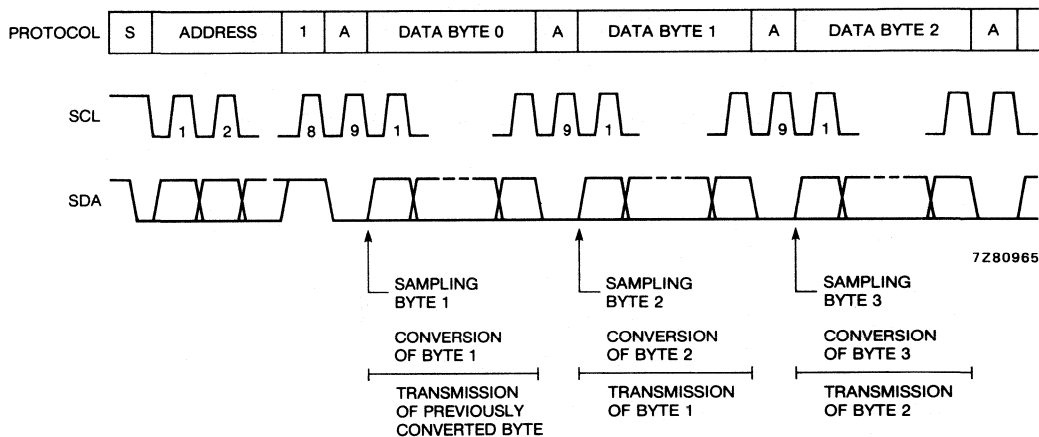 PROTOCOL S ADDRESS 1 A DATA BYTE 0 A DATA BYTE 1 A DATA BYTE 2 A
SCL 1 2 8 9 1 9 1 9 1
SDA
7Z80965
SAMPLING
BYTE 1
SAMPLING
BYTE 2
SAMPLING
BYTE 3
CONVERSION
OF BYTE 1
CONVERSION
OF BYTE 2
CONVERSION
OF BYTE 3
TRANSMISSION
OF PREVIOUSLY
CONVERTED BYTE
TRANSMISSION
OF BYTE 1
TRANSMISSION
OF BYTE 2